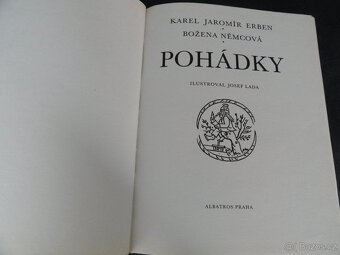 KAREL JAROMÍR ERBEN
BOŽENA NĚMCOVÁ
POHÁDKY
ILUSTROVAL JOSEF LADA
ALBATROS PRAHA